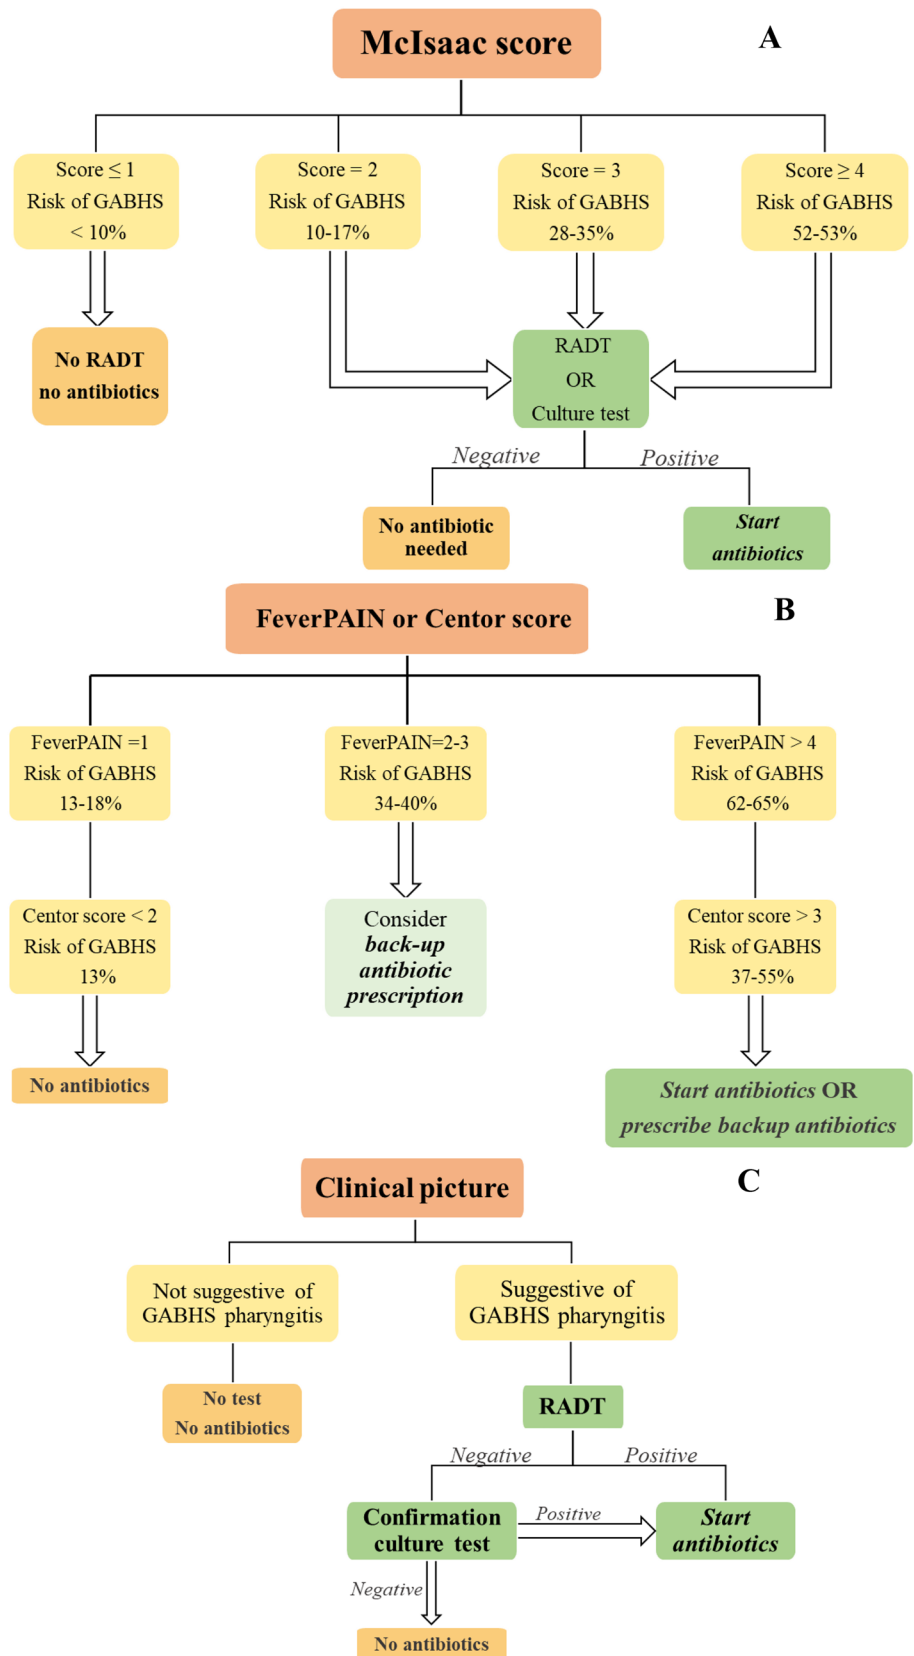 McIsaac score
A
Score ≤ 1
Risk of GABHS
< 10%
Score = 2
Risk of GABHS
10-17%
Score = 3
Risk of GABHS
28-35%
Score ≥ 4
Risk of GABHS
52-53%
No RADT
no antibiotics
RADT
OR
Culture test
Negative
Positive
No antibiotic
needed
Start
antibiotics
B
FeverPAIN or Centor score
FeverPAIN =1
Risk of GABHS
13-18%
FeverPAIN=2-3
Risk of GABHS
34-40%
FeverPAIN > 4
Risk of GABHS
62-65%
Centor score < 2
Risk of GABHS
13%
Consider
back-up
antibiotic
prescription
Centor score > 3
Risk of GABHS
37-55%
No antibiotics
Start antibiotics OR
prescribe backup antibiotics
Clinical picture
C
Not suggestive of
GABHS pharyngitis
Suggestive of
GABHS pharyngitis
No test
No antibiotics
RADT
Negative
Positive
Confirmation
culture test
Positive
Start
antibiotics
Negative
No antibiotics